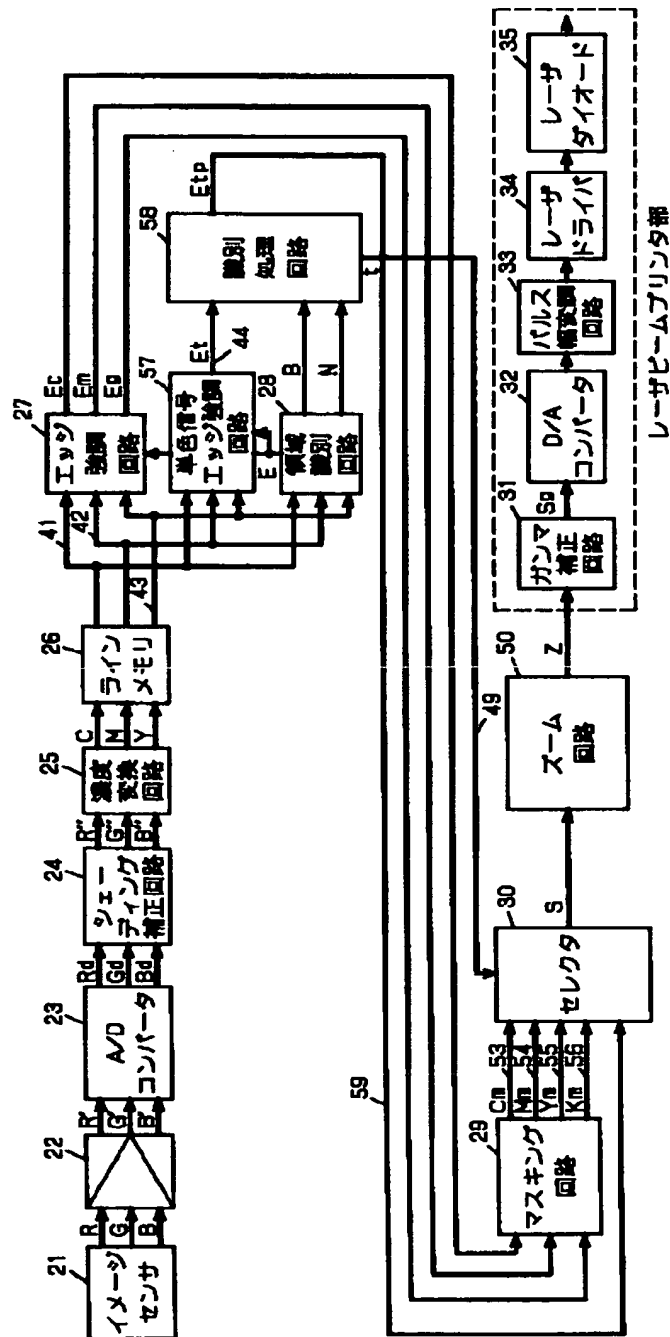 21
イメージ
センサ
R
G
B
22
R'
G'
B'
23
A/D
コンバータ
Rd
Gd
Bd
24
シェー
ディング
補正回路
R"
G"
B"
25
濃度
変換
回路
C
M
Y
26
ライン
メモリ
41
42
43
27
エッジ
強調
回路
Ec
Em
Eg
57
単色信号
エッジ強調
回路
Et
44
E
28
領域
識別
回路
B
N
58
識別
処理
回路
Etp
t
59
49
29
マスキング
回路
Cm 53
Mm 54
Ym 55
Km 56
30
セレクタ
S
50
ズーム
回路
Z
31
ガンマ
補正
回路
Sg
32
D/A
コンバータ
33
パルス
幅変調
回路
34
レーザ
ドライバ
35
レーザ
ダイオード
レーザビームプリンタ部